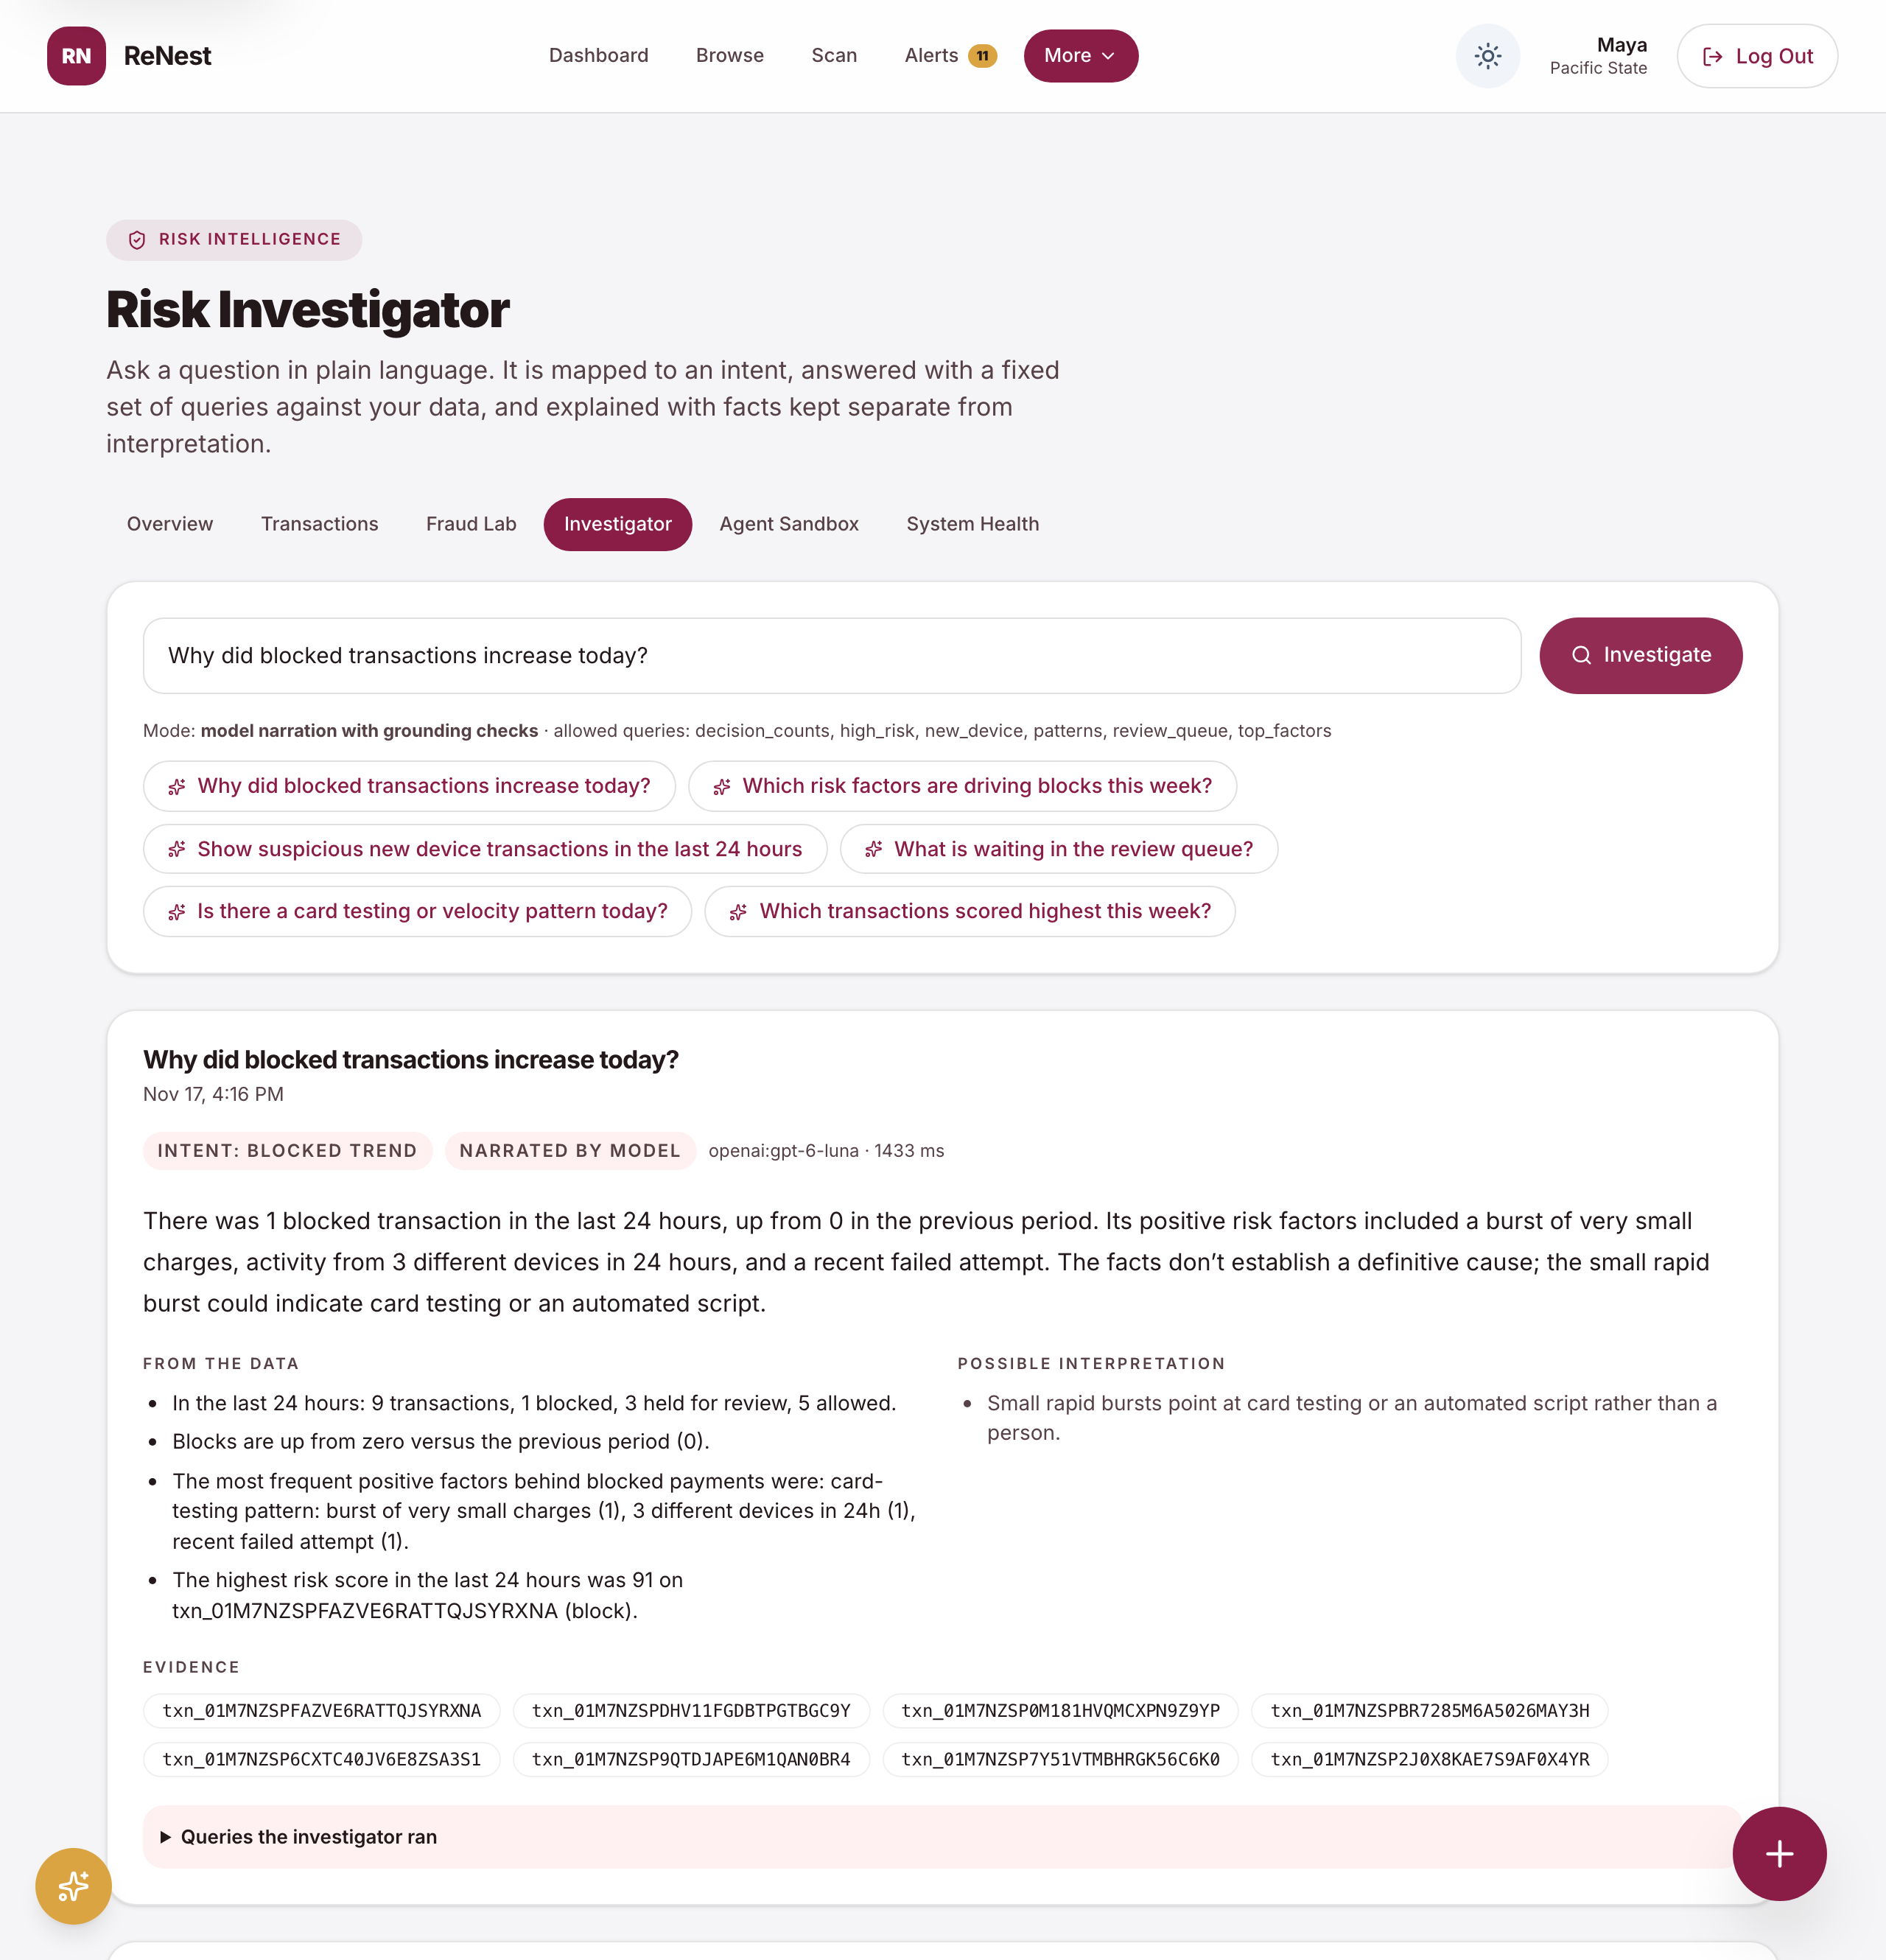 RN
ReNest
Dashboard
Browse
Scan
Alerts 11
More
Maya
Pacific State
Log Out
RISK INTELLIGENCE
Risk Investigator
Ask a question in plain language. It is mapped to an intent, answered with a fixed
set of queries against your data, and explained with facts kept separate from
interpretation.
Overview
Transactions
Fraud Lab
Investigator
Agent Sandbox
System Health
Why did blocked transactions increase today?
Investigate
Mode: model narration with grounding checks · allowed queries: decision_counts, high_risk, new_device, patterns, review_queue, top_factors
Why did blocked transactions increase today?
Which risk factors are driving blocks this week?
Show suspicious new device transactions in the last 24 hours
What is waiting in the review queue?
Is there a card testing or velocity pattern today?
Which transactions scored highest this week?
Why did blocked transactions increase today?
Nov 17, 4:16 PM
INTENT: BLOCKED TREND
NARRATED BY MODEL
openai:gpt-6-luna · 1433 ms
There was 1 blocked transaction in the last 24 hours, up from 0 in the previous period. Its positive risk factors included a burst of very small
charges, activity from 3 different devices in 24 hours, and a recent failed attempt. The facts don’t establish a definitive cause; the small rapid
burst could indicate card testing or an automated script.
FROM THE DATA
• In the last 24 hours: 9 transactions, 1 blocked, 3 held for review, 5 allowed.
• Blocks are up from zero versus the previous period (0).
• The most frequent positive factors behind blocked payments were: card-
testing pattern: burst of very small charges (1), 3 different devices in 24h (1),
recent failed attempt (1).
• The highest risk score in the last 24 hours was 91 on
txn_01M7NZSPFAZVE6RATTQJSYRXNA (block).
POSSIBLE INTERPRETATION
• Small rapid bursts point at card testing or an automated script rather than a
person.
EVIDENCE
txn_01M7NZSPFAZVE6RATTQJSYRXNA
txn_01M7NZSPDHV11FGDBTPGTBGC9Y
txn_01M7NZSP0M181HVQMCXPN9Z9YP
txn_01M7NZSPBR7285M6A5026MAY3H
txn_01M7NZSP6CXTC40JV6E8ZSA3S1
txn_01M7NZSP9QTDJAPE6M1QAN0BR4
txn_01M7NZSP7Y51VTMBHRGK56C6K0
txn_01M7NZSP2J0X8KAE7S9AF0X4YR
Queries the investigator ran